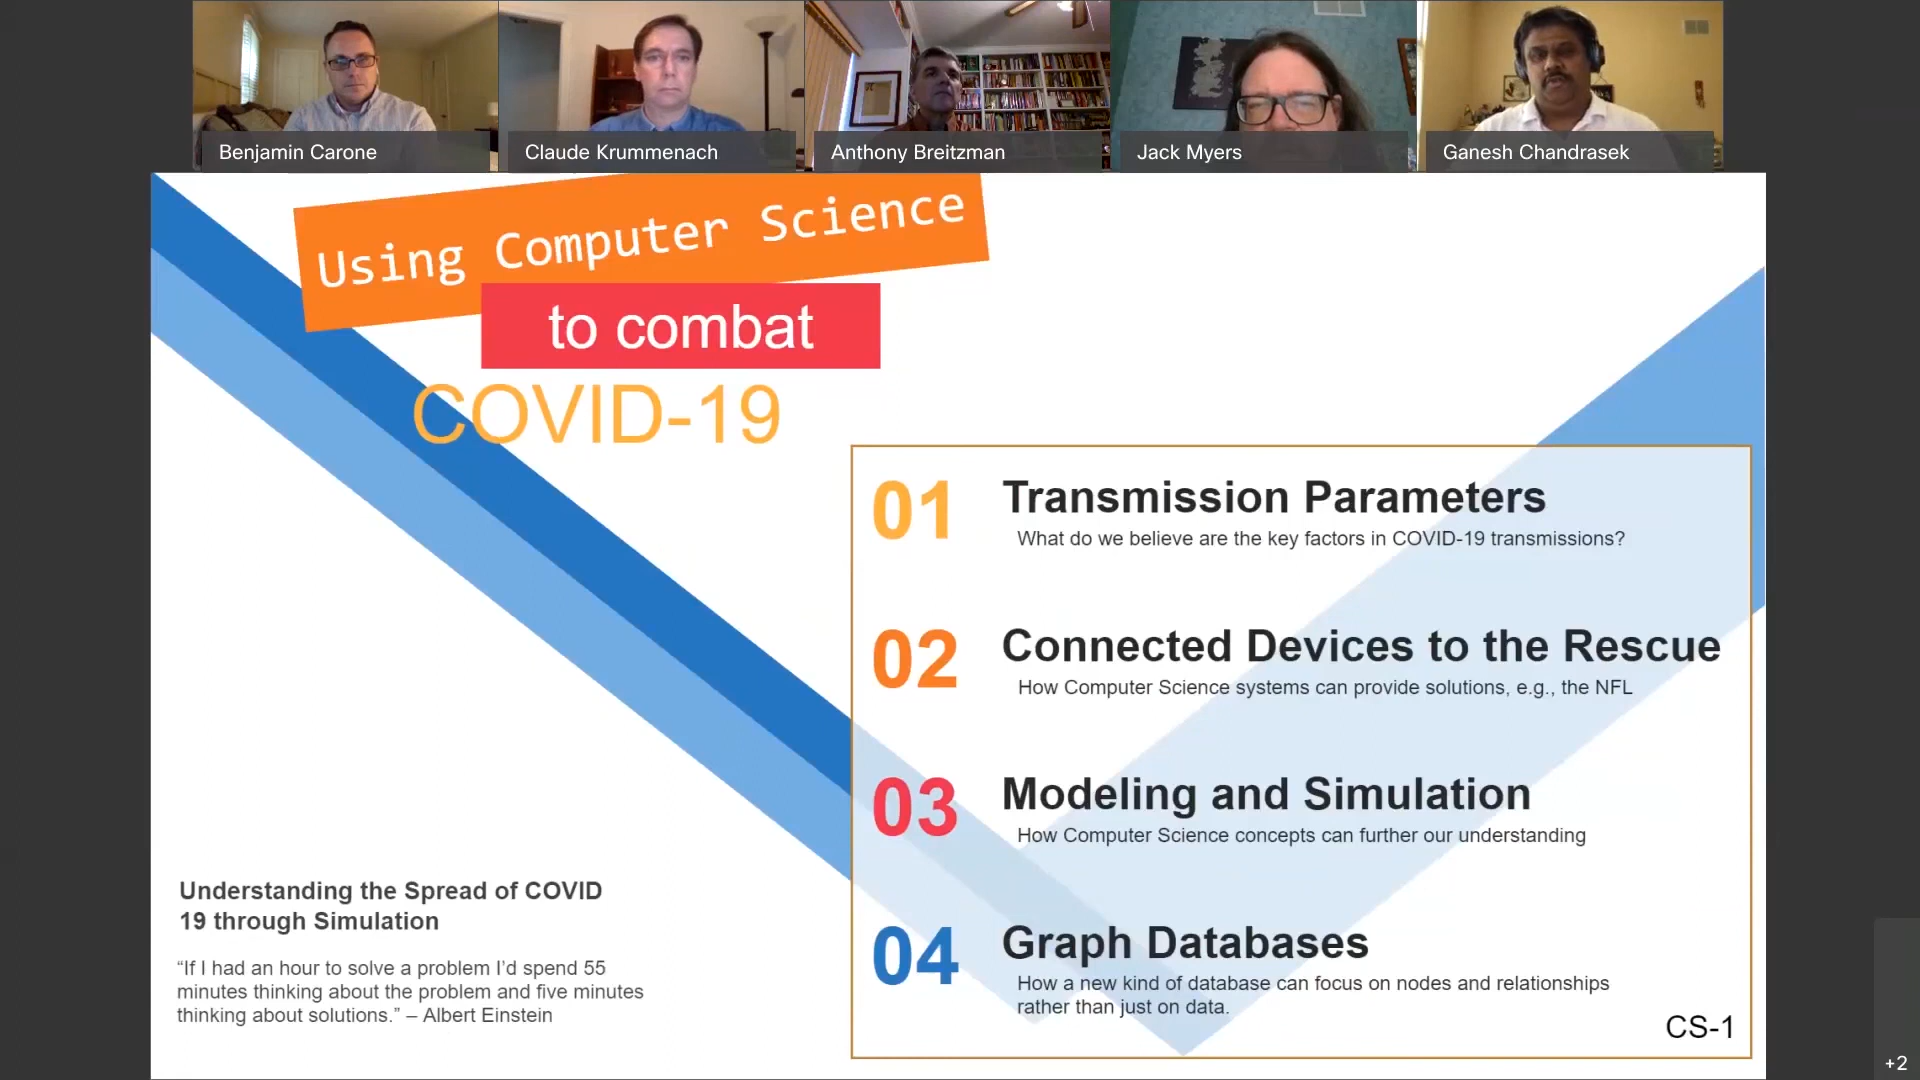 Benjamin Carone
Claude Krummenach
Anthony Breitzman
Jack Myers
Ganesh Chandrasek
Using Computer Science
to combat
COVID-19
01
Transmission Parameters
What do we believe are the key factors in COVID-19 transmissions?
02
Connected Devices to the Rescue
How Computer Science systems can provide solutions, e.g., the NFL
03
Modeling and Simulation
How Computer Science concepts can further our understanding
04
Graph Databases
How a new kind of database can focus on nodes and relationships
rather than just on data.
CS-1
Understanding the Spread of COVID
19 through Simulation
“If I had an hour to solve a problem I’d spend 55
minutes thinking about the problem and five minutes
thinking about solutions.” – Albert Einstein
+2